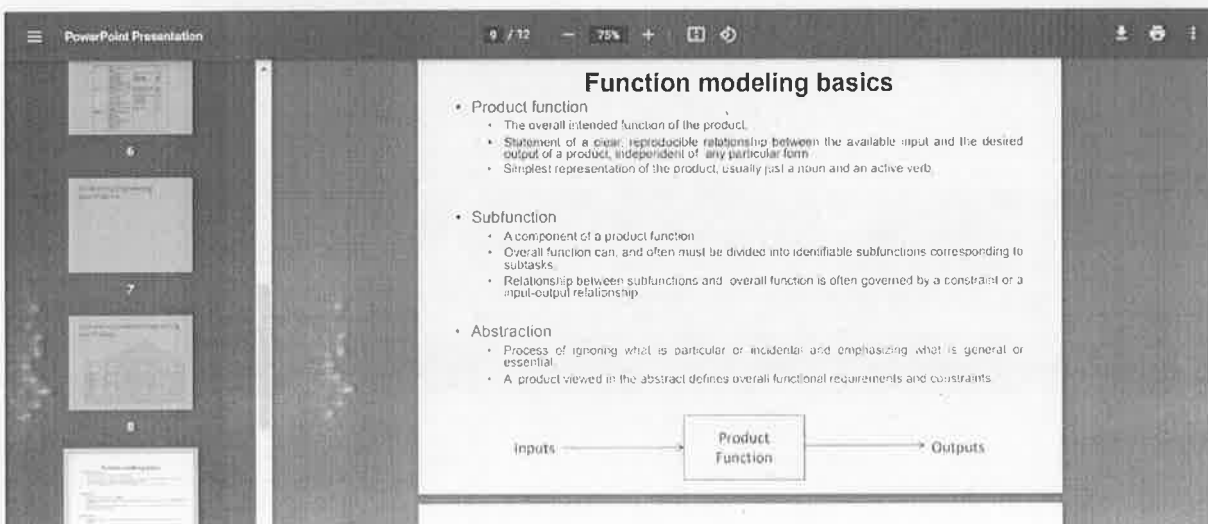 PowerPoint Presentation
9 / 12
75%
6
7
8
Function modeling basics
• Product function
• The overall intended function of the product.
• Statement of a clear, reproducible relationship between the available input and the desired
output of a product, independent of any particular form
• Simplest representation of the product, usually just a noun and an active verb.
• Subfunction
• A component of a product function
• Overall function can, and often must be divided into identifiable subfunctions corresponding to
subtasks.
• Relationship between subfunctions and overall function is often governed by a constraint or a
input-output relationship.
• Abstraction
• Process of ignoring what is particular or incidental and emphasizing what is general or
essential.
• A product viewed in the abstract defines overall functional requirements and constraints
Inputs
Product
Function
Outputs